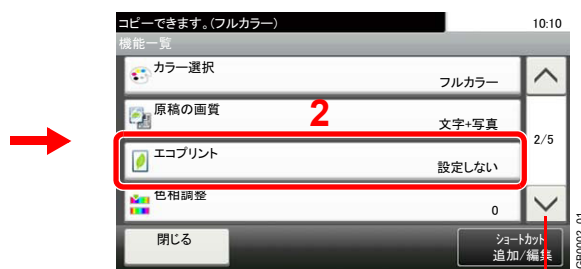 コピーできます。(フルカラー)
10:10
機能一覧
カラー選択
フルカラー
原稿の画質
2
文字+写真
2/5
エコプリント
設定しない
色相調整
0
閉じる
ショートカット
追加/編集
GB0002_01